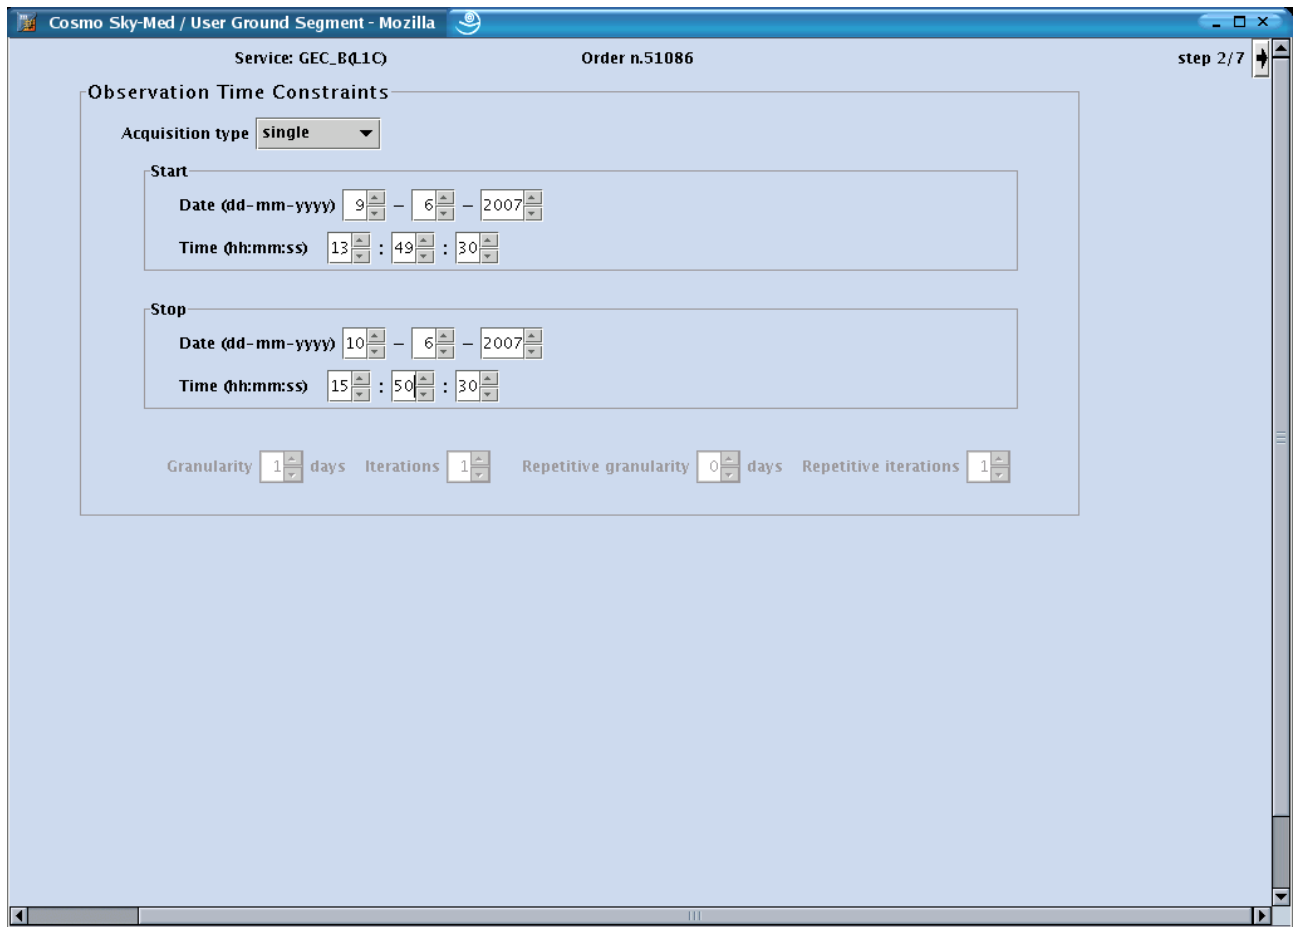 Cosmo Sky-Med / User Ground Segment - Mozilla
Service: GEC_B(L1C) Order n.51086 step 2/7
Observation Time Constraints
Acquisition type single
Start
Date (dd-mm-yyyy) 9 - 6 - 2007
Time (hh:mm:ss) 13 : 49 : 30
Stop
Date (dd-mm-yyyy) 10 - 6 - 2007
Time (hh:mm:ss) 15 : 50 : 30
Granularity 1 days Iterations 1 Repetitive granularity 0 days Repetitive iterations 1